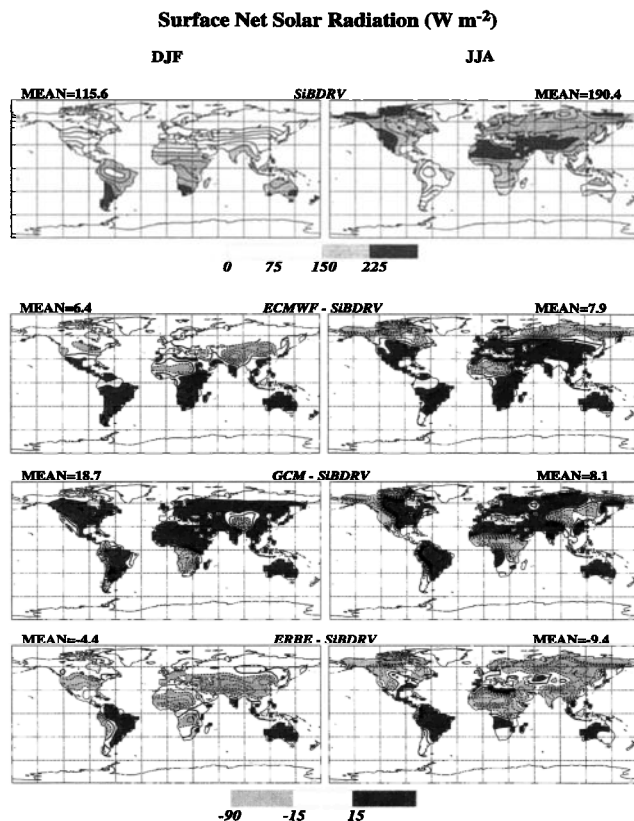 Surface Net Solar Radiation (W m-2)
DJF JJA
MEAN=115.6 SiBDRV MEAN=190.4
0 75 150 225
MEAN=6.4 ECMWF - SiBDRV MEAN=7.9
MEAN=18.7 GCM - SiBDRV MEAN=8.1
MEAN=-4.4 ERBE - SiBDRV MEAN=-9.4
-90 -15 15